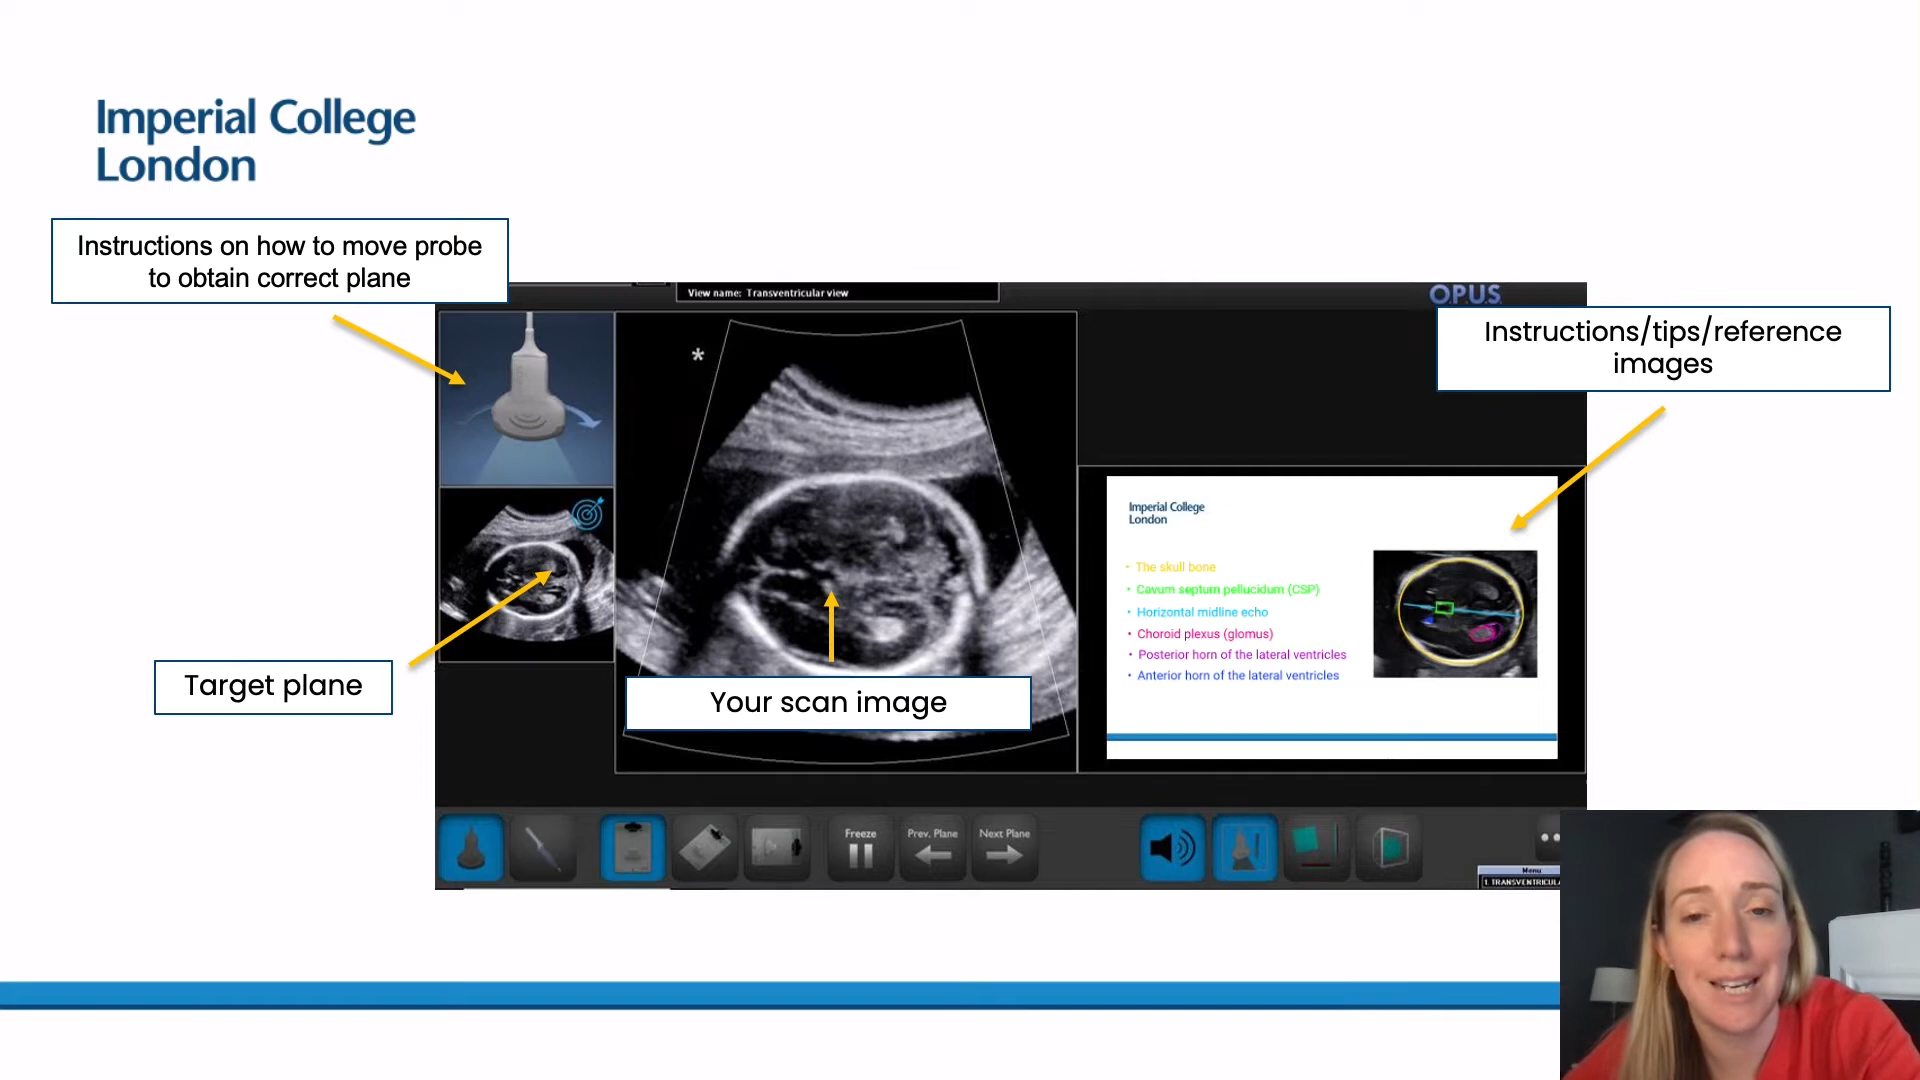 Imperial College
London
Instructions on how to move probe
to obtain correct plane
View name: Transventricular view
O.P.U.S.
Instructions/tips/reference
images
*
Imperial College
London
• The skull bone
• Cavum septum pellucidum (CSP)
• Horizontal midline echo
• Choroid plexus (glomus)
• Posterior horn of the lateral ventricles
• Anterior horn of the lateral ventricles
Target plane
Your scan image
Freeze
Prev. Plane
Next Plane
Menu